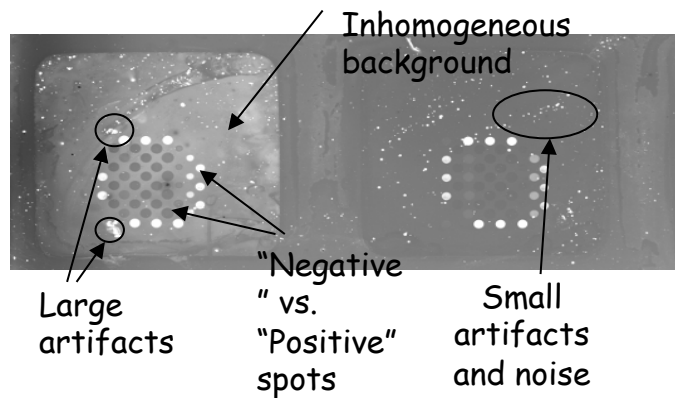 Inhomogeneous
background
“Negative
” vs.
“Positive”
spots
Large
artifacts
Small
artifacts
and noise